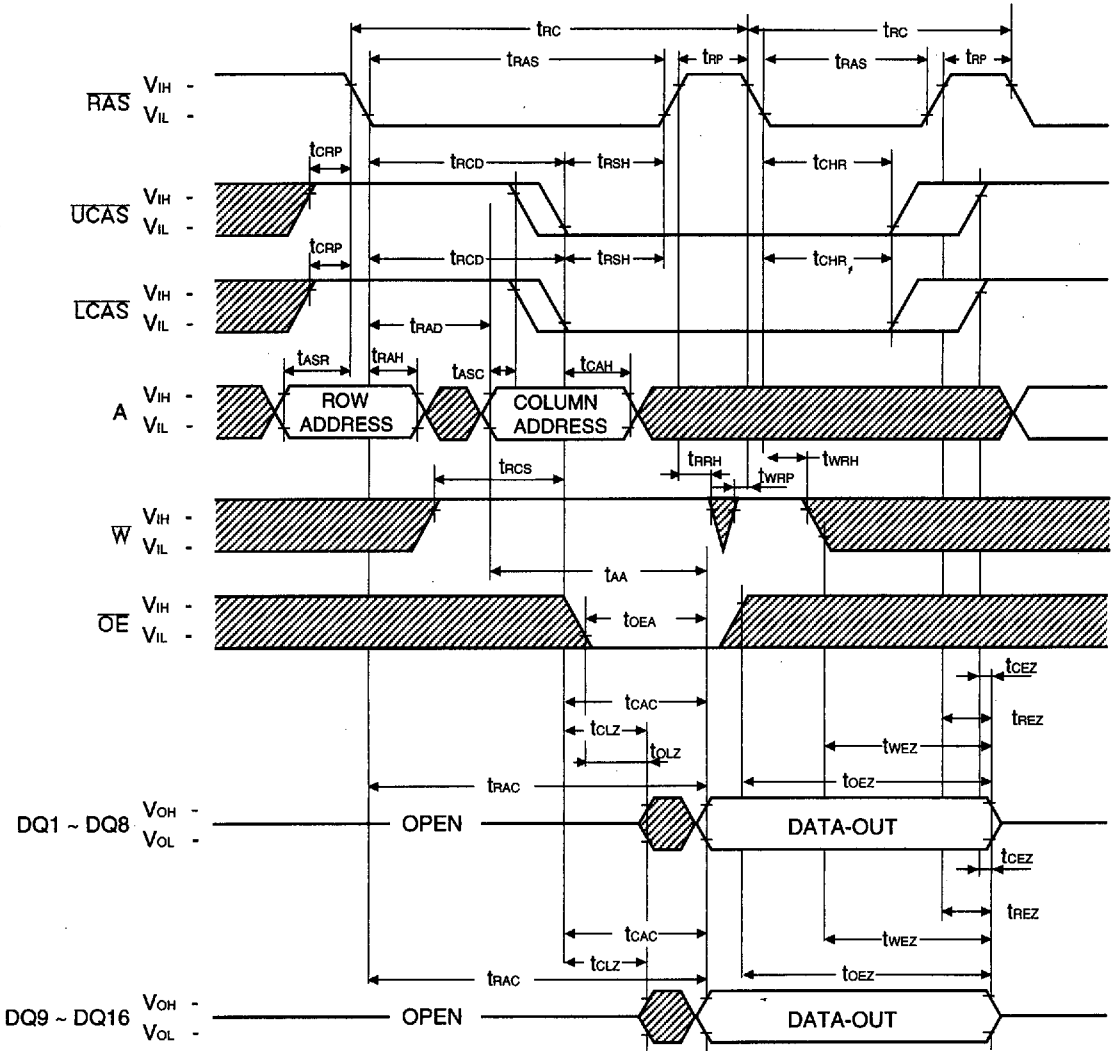 tRC tRC
tRAS tRP tRAS tRP
RAS VIH -
VIL -
tCRP tRCD tRSH tCHR
UCAS VIH -
VIL -
tCRP tRCD tRSH tCHR
LCAS VIH -
VIL -
tRAD
tASR tRAH tASC tCAH
A VIH -
VIL -
ROW
ADDRESS
COLUMN
ADDRESS
tRCS tRRH tWRP tWRH
W VIH -
VIL -
tAA
OE VIH -
VIL -
tOEA
tCEZ
tCAC
tREZ
tCLZ
tOLZ tWEZ
tRAC tOEZ
DQ1 ~ DQ8 VOH -
VOL -
OPEN DATA-OUT
tCEZ
tREZ
tCAC tWEZ
tCLZ
tRAC tOEZ
DQ9 ~ DQ16 VOH -
VOL -
OPEN DATA-OUT